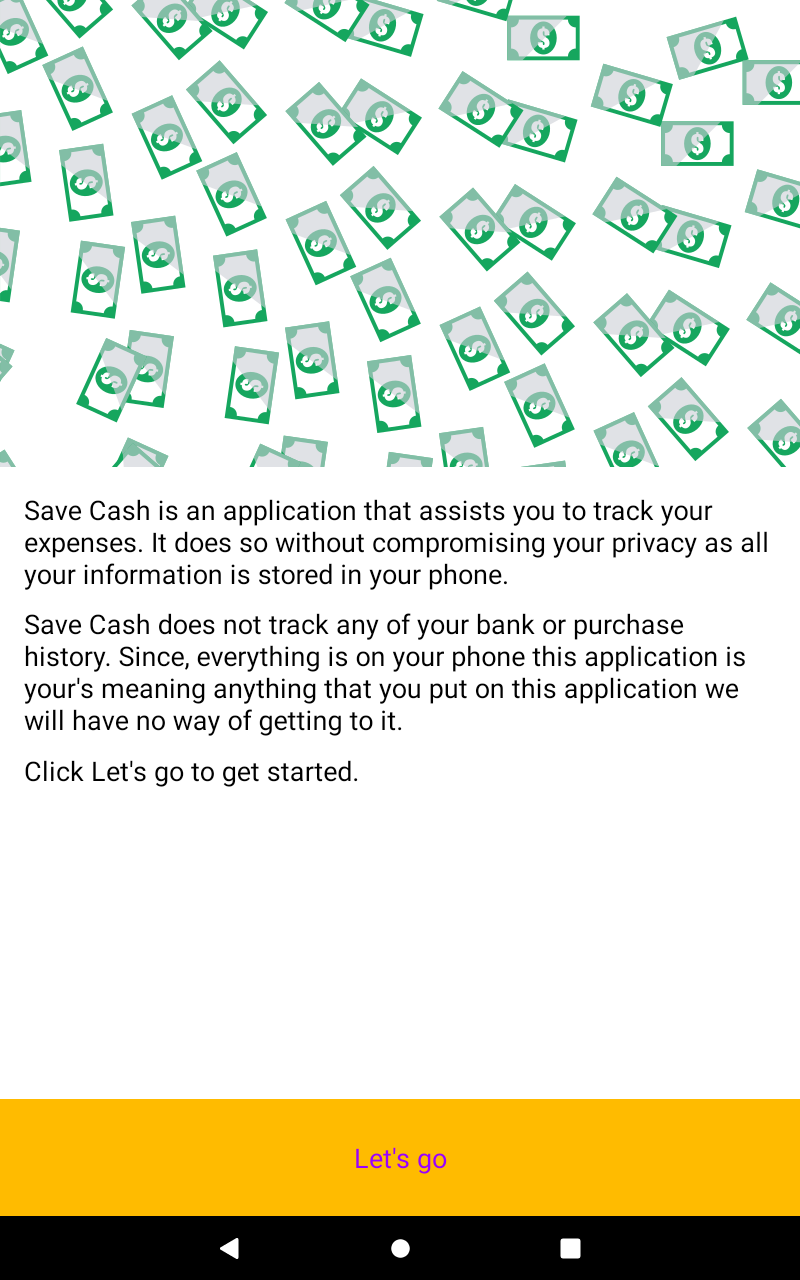 Save Cash is an application that assists you to track your
expenses. It does so without compromising your privacy as all
your information is stored in your phone.
Save Cash does not track any of your bank or purchase
history. Since, everything is on your phone this application is
your's meaning anything that you put on this application we
will have no way of getting to it.
Click Let's go to get started.
Let's go